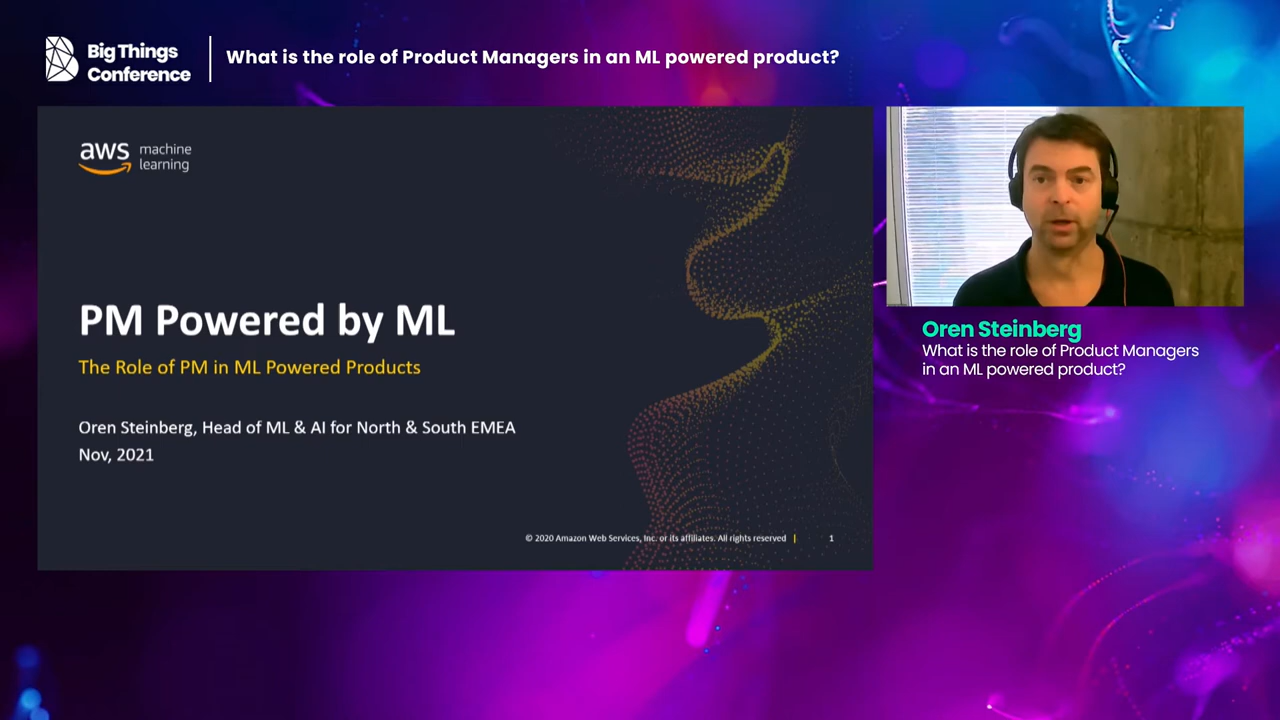 Big Things
Conference
What is the role of Product Managers in an ML powered product?
aws machine
learning
PM Powered by ML
The Role of PM in ML Powered Products
Oren Steinberg, Head of ML & AI for North & South EMEA
Nov, 2021
© 2020 Amazon Web Services, Inc. or its affiliates. All rights reserved | 1
Oren Steinberg
What is the role of Product Managers
in an ML powered product?